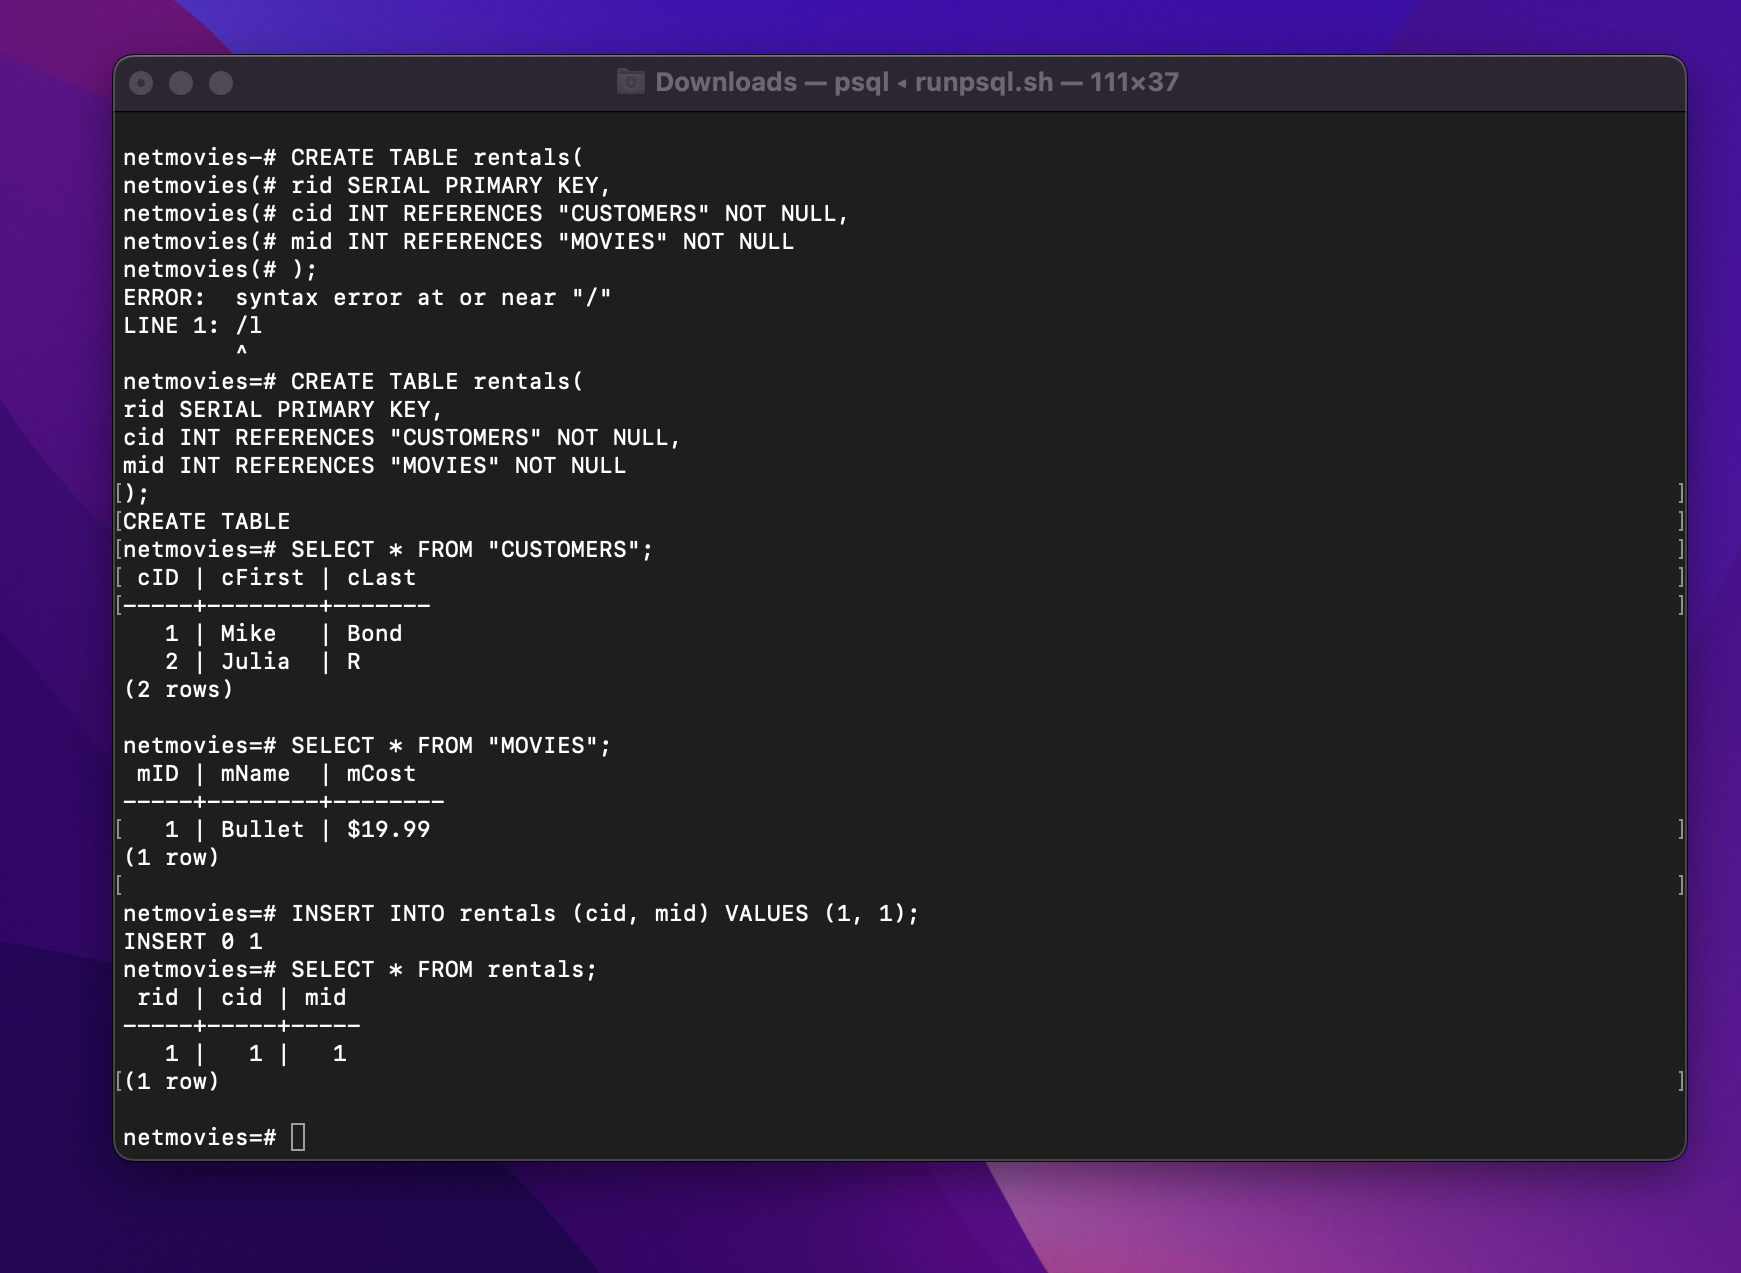 Downloads — psql ◂ runpsql.sh — 111×37
netmovies-# CREATE TABLE rentals(
netmovies(# rid SERIAL PRIMARY KEY,
netmovies(# cid INT REFERENCES "CUSTOMERS" NOT NULL,
netmovies(# mid INT REFERENCES "MOVIES" NOT NULL
netmovies(# );
ERROR:  syntax error at or near "/"
LINE 1: /l
        ^
netmovies=# CREATE TABLE rentals(
rid SERIAL PRIMARY KEY,
cid INT REFERENCES "CUSTOMERS" NOT NULL,
mid INT REFERENCES "MOVIES" NOT NULL
);
CREATE TABLE
netmovies=# SELECT * FROM "CUSTOMERS";
 cID | cFirst | cLast
-----+--------+-------
   1 | Mike   | Bond
   2 | Julia  | R
(2 rows)
netmovies=# SELECT * FROM "MOVIES";
 mID | mName  | mCost
-----+--------+--------
   1 | Bullet | $19.99
(1 row)
netmovies=# INSERT INTO rentals (cid, mid) VALUES (1, 1);
INSERT 0 1
netmovies=# SELECT * FROM rentals;
 rid | cid | mid
-----+-----+-----
   1 |   1 |   1
(1 row)
netmovies=#